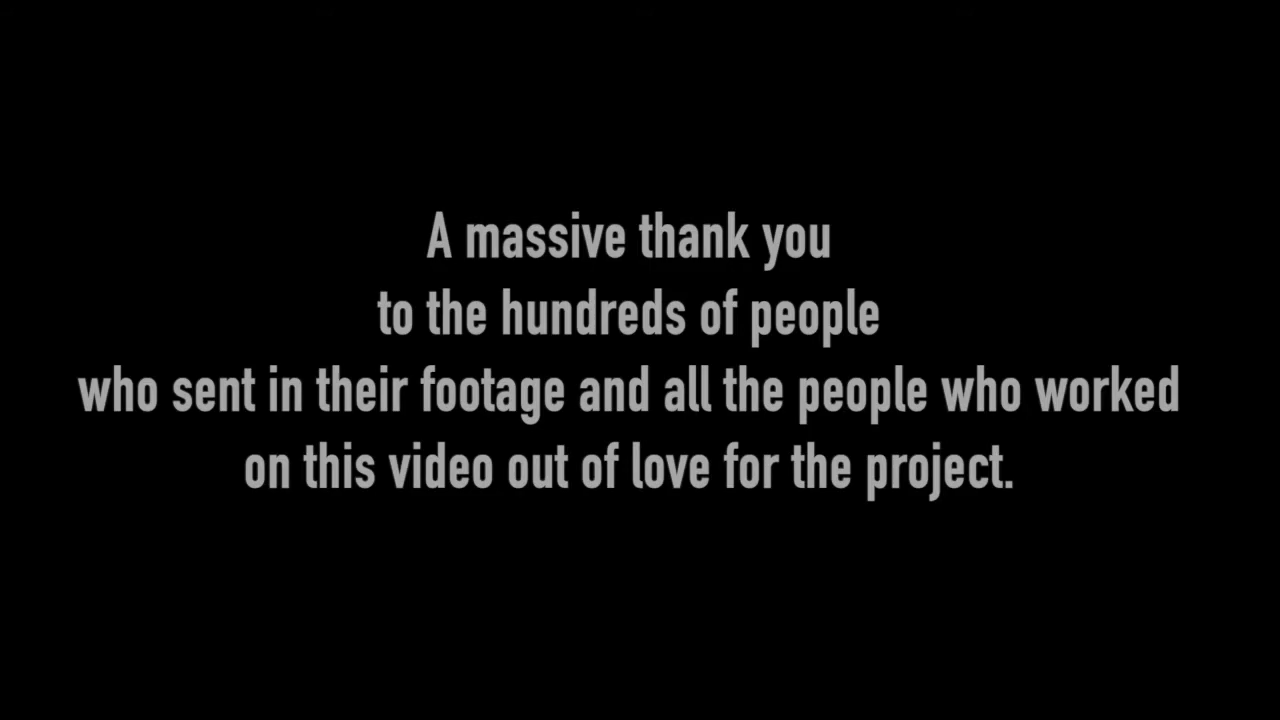 A massive thank you
to the hundreds of people
who sent in their footage and all the people who worked
on this video out of love for the project.